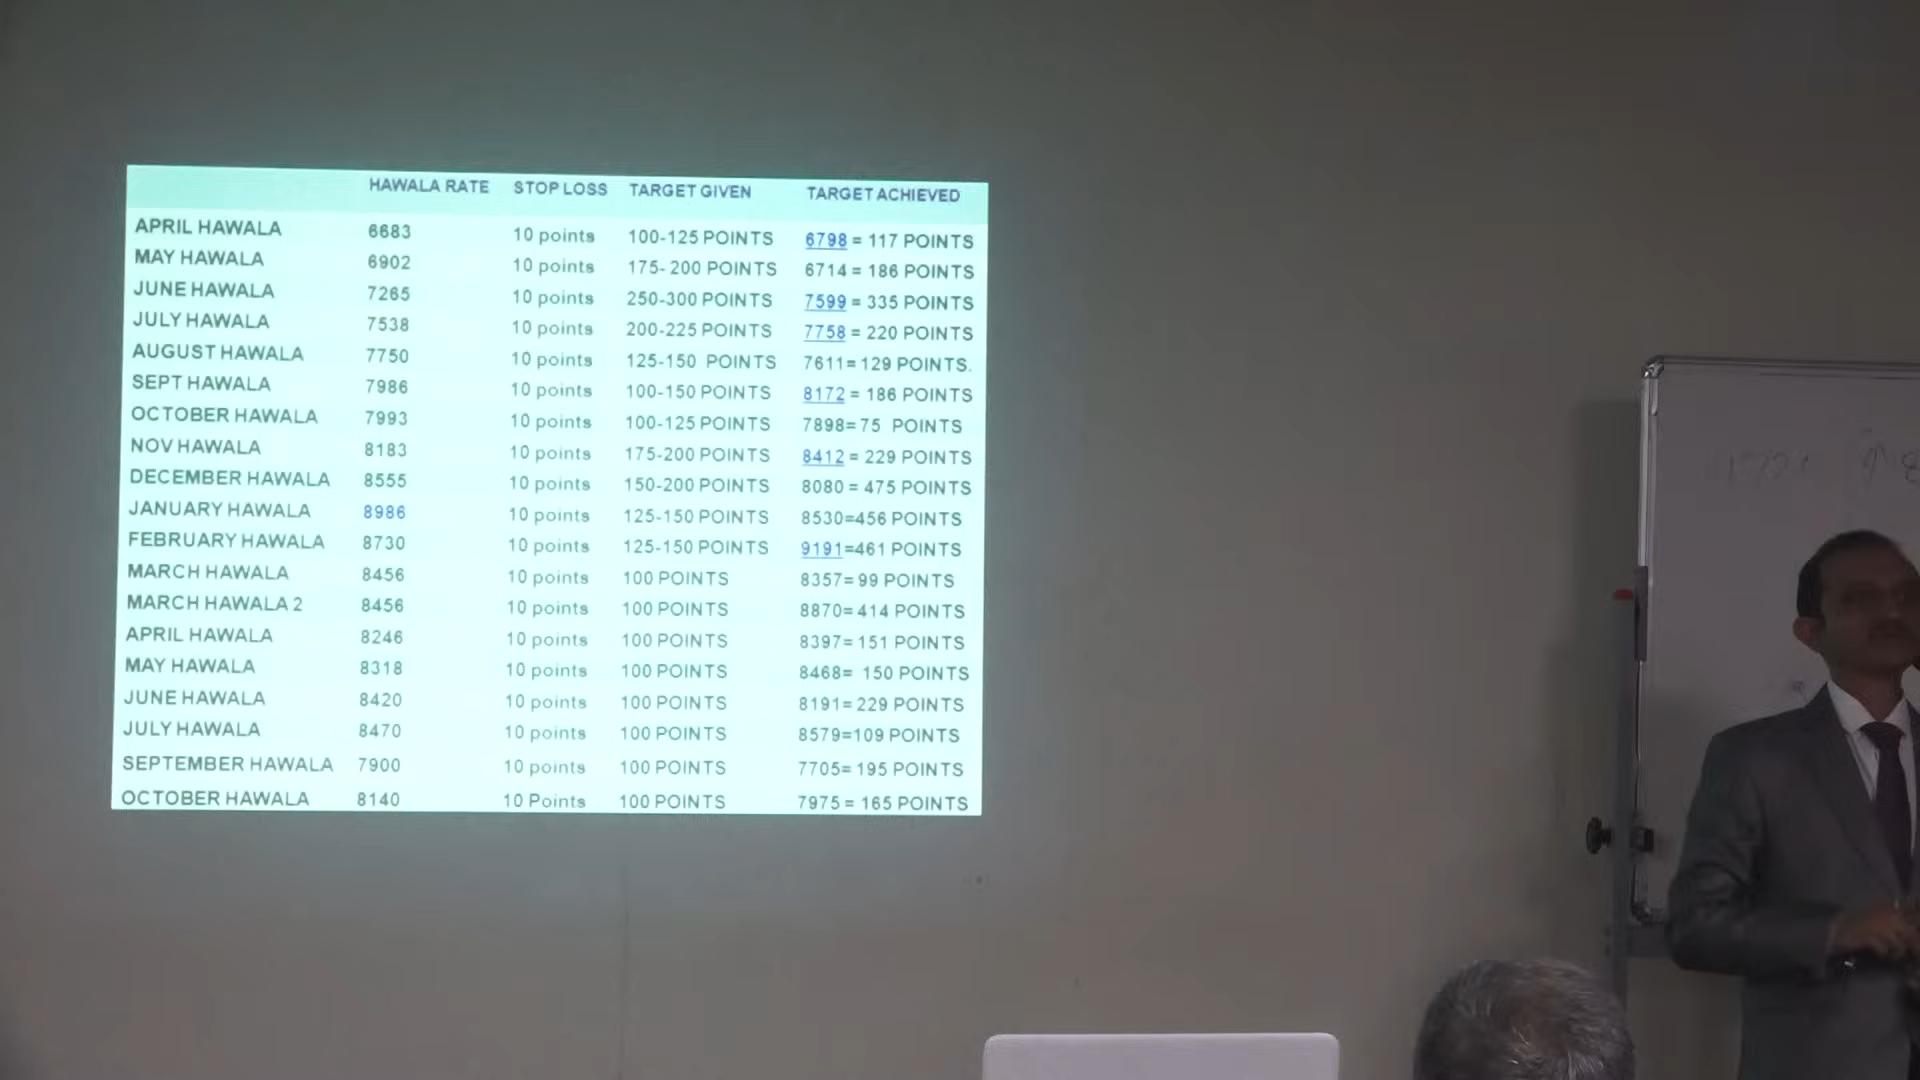 HAWALA RATE STOP LOSS TARGET GIVEN TARGET ACHIEVED
APRIL HAWALA 6683 10 points 100-125 POINTS 6798 = 117 POINTS
MAY HAWALA 6902 10 points 175- 200 POINTS 6714 = 186 POINTS
JUNE HAWALA 7265 10 points 250-300 POINTS 7599 = 335 POINTS
JULY HAWALA 7538 10 points 200-225 POINTS 7758 = 220 POINTS
AUGUST HAWALA 7750 10 points 125-150 POINTS 7611= 129 POINTS.
SEPT HAWALA 7986 10 points 100-150 POINTS 8172 = 186 POINTS
OCTOBER HAWALA 7993 10 points 100-125 POINTS 7898= 75 POINTS
NOV HAWALA 8183 10 points 175-200 POINTS 8412 = 229 POINTS
DECEMBER HAWALA 8555 10 points 150-200 POINTS 8080 = 475 POINTS
JANUARY HAWALA 8986 10 points 125-150 POINTS 8530=456 POINTS
FEBRUARY HAWALA 8730 10 points 125-150 POINTS 9191=461 POINTS
MARCH HAWALA 8456 10 points 100 POINTS 8357= 99 POINTS
MARCH HAWALA 2 8456 10 points 100 POINTS 8870= 414 POINTS
APRIL HAWALA 8246 10 points 100 POINTS 8397= 151 POINTS
MAY HAWALA 8318 10 points 100 POINTS 8468= 150 POINTS
JUNE HAWALA 8420 10 points 100 POINTS 8191= 229 POINTS
JULY HAWALA 8470 10 points 100 POINTS 8579=109 POINTS
SEPTEMBER HAWALA 7900 10 points 100 POINTS 7705= 195 POINTS
OCTOBER HAWALA 8140 10 Points 100 POINTS 7975 = 165 POINTS